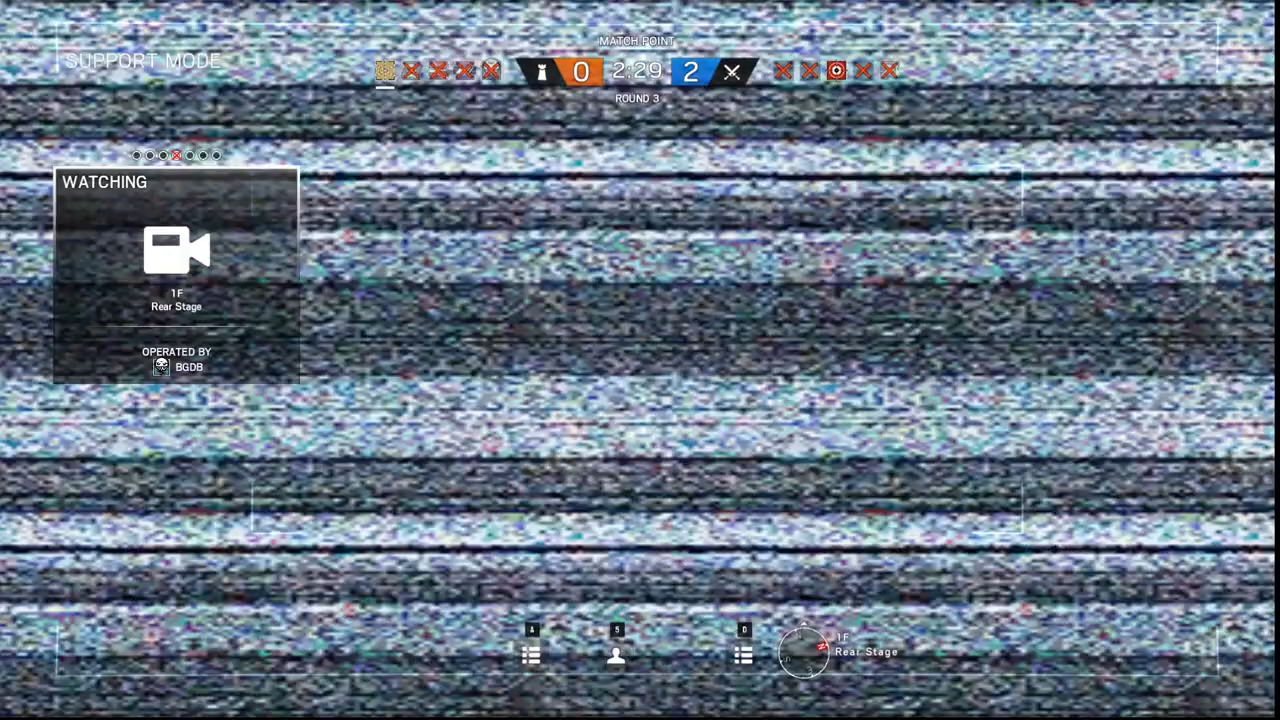 MATCH POINT
SUPPORT MODE
0 2:29 2
ROUND 3
WATCHING
1F
Rear Stage
OPERATED BY
BGDB
A S D
1F
Rear Stage